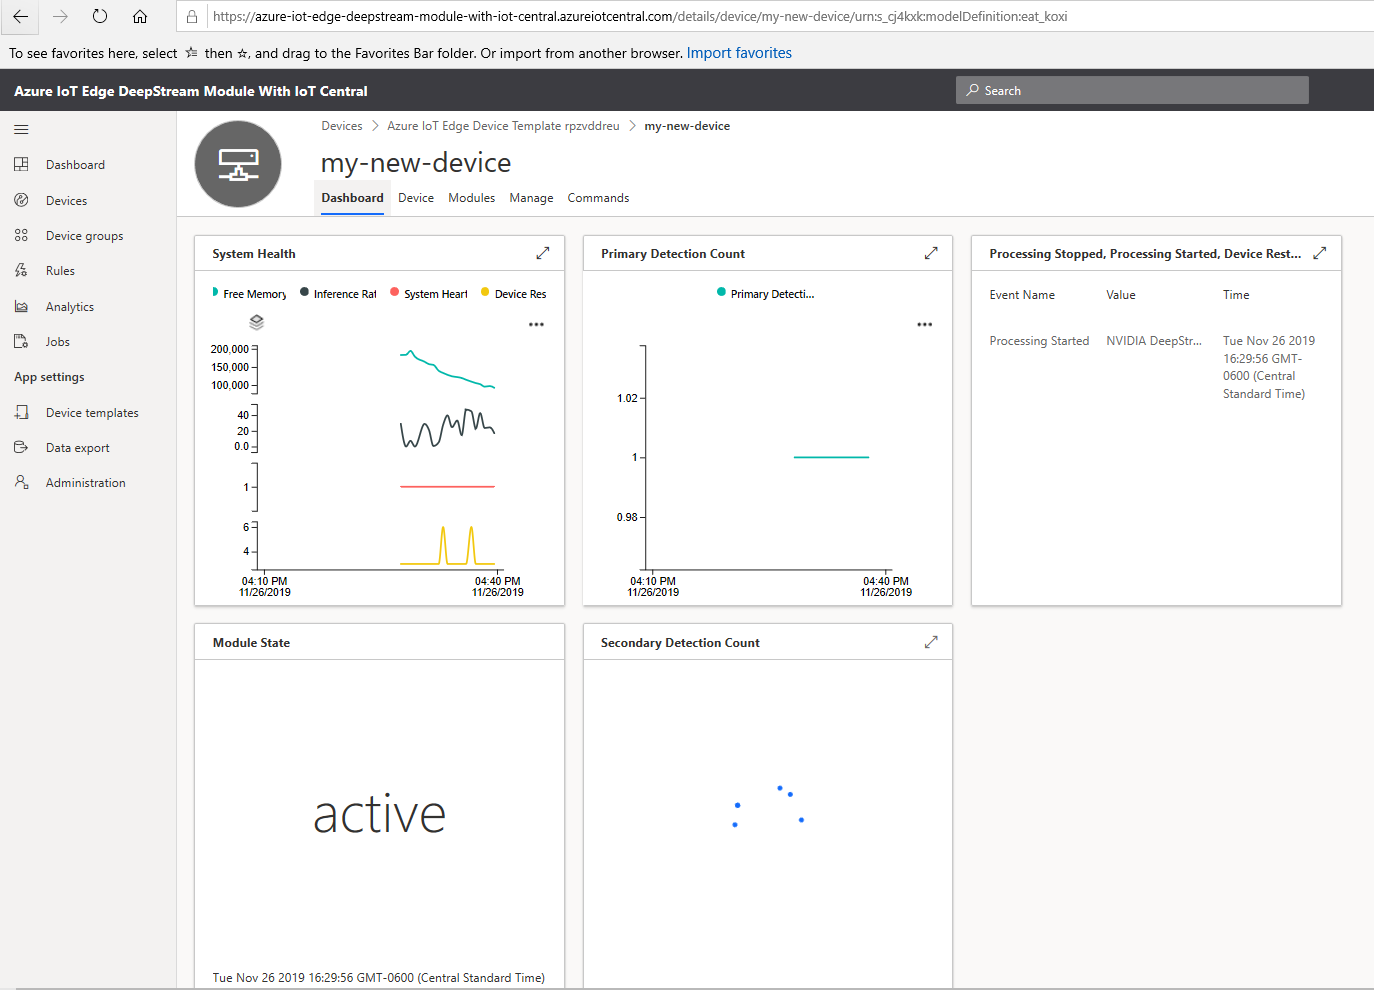 https://azure-iot-edge-deepstream-module-with-iot-central.azureiotcentral.com/details/device/my-new-device/urn:s_cj4kxk:modelDefinition:eat_koxi
To see favorites here, select then ☆, and drag to the Favorites Bar folder. Or import from another browser. Import favorites
Azure IoT Edge DeepStream Module With IoT Central
Search
Dashboard
Devices
Device groups
Rules
Analytics
Jobs
App settings
Device templates
Data export
Administration
Devices > Azure IoT Edge Device Template rpzvddreu > my-new-device
my-new-device
Dashboard Device Modules Manage Commands
System Health
Free Memory Inference Rat System Heart Device Res
200,000
150,000
100,000
40
20
0.0
1
6
4
04:10 PM 04:40 PM
11/26/2019 11/26/2019
Primary Detection Count
Primary Detecti...
1.02
1
0.98
04:10 PM 04:40 PM
11/26/2019 11/26/2019
Processing Stopped, Processing Started, Device Rest...
Event Name Value Time
Processing Started NVIDIA DeepStr... Tue Nov 26 2019
16:29:56 GMT-
0600 (Central
Standard Time)
Module State
active
Tue Nov 26 2019 16:29:56 GMT-0600 (Central Standard Time)
Secondary Detection Count